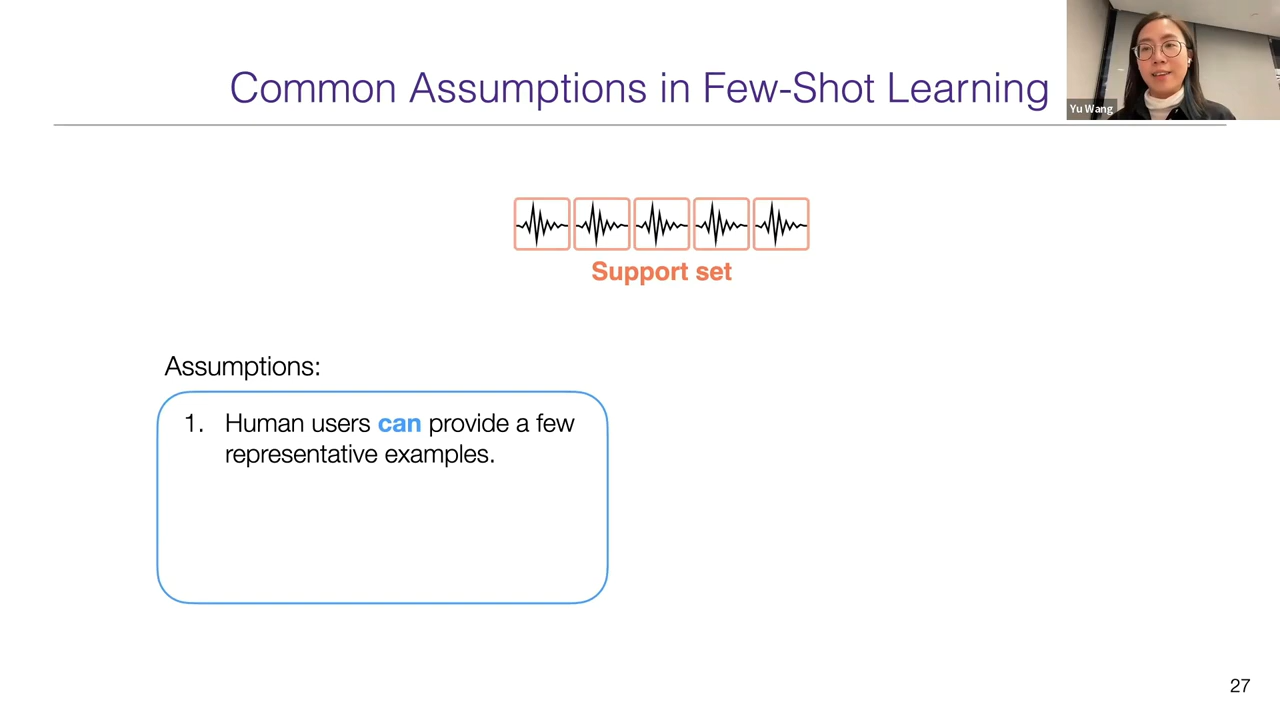 Common Assumptions in Few-Shot Learning
Yu Wang
Support set
Assumptions:
1. Human users can provide a few
representative examples.
27